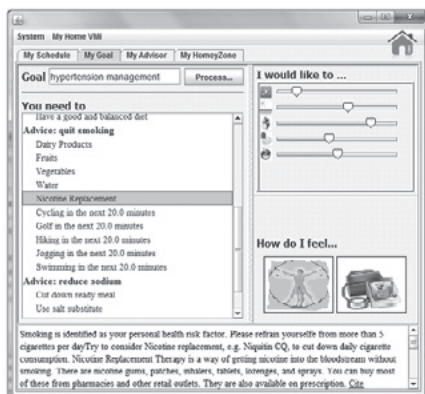 System My Home VMi
My Schedule My Goal My Advisor My HomeyZone
Goal hypertension management Process...
You need to
Have a good and balanced diet
Advice: quit smoking
Dairy Products
Fruits
Vegetables
Water
Nicotine Replacement
Cycling in the next 20.0 minutes
Golf in the next 20.0 minutes
Hiking in the next 20.0 minutes
Jogging in the next 20.0 minutes
Swimming in the next 20.0 minutes
Advice: reduce sodium
Cut down ready meal
Use salt substitute
I would like to ...
How do I feel...
Smoking is identified as your personal health risk factor. Please refrain yourselfe from more than 5
cigarettes per dayTry to consider Nicotine replacement, e.g. Niquitin CQ, to cut down daily cigarette
consumption. Nicotine Replacement Therapy is a way of getting nicotine into the bloodstream without
smoking. There are nicotine gums, patches, inhalers, tablets, lozenges, and sprays. You can buy most
of these from pharmacies and other retail outlets. They are also available on prescription. Cite